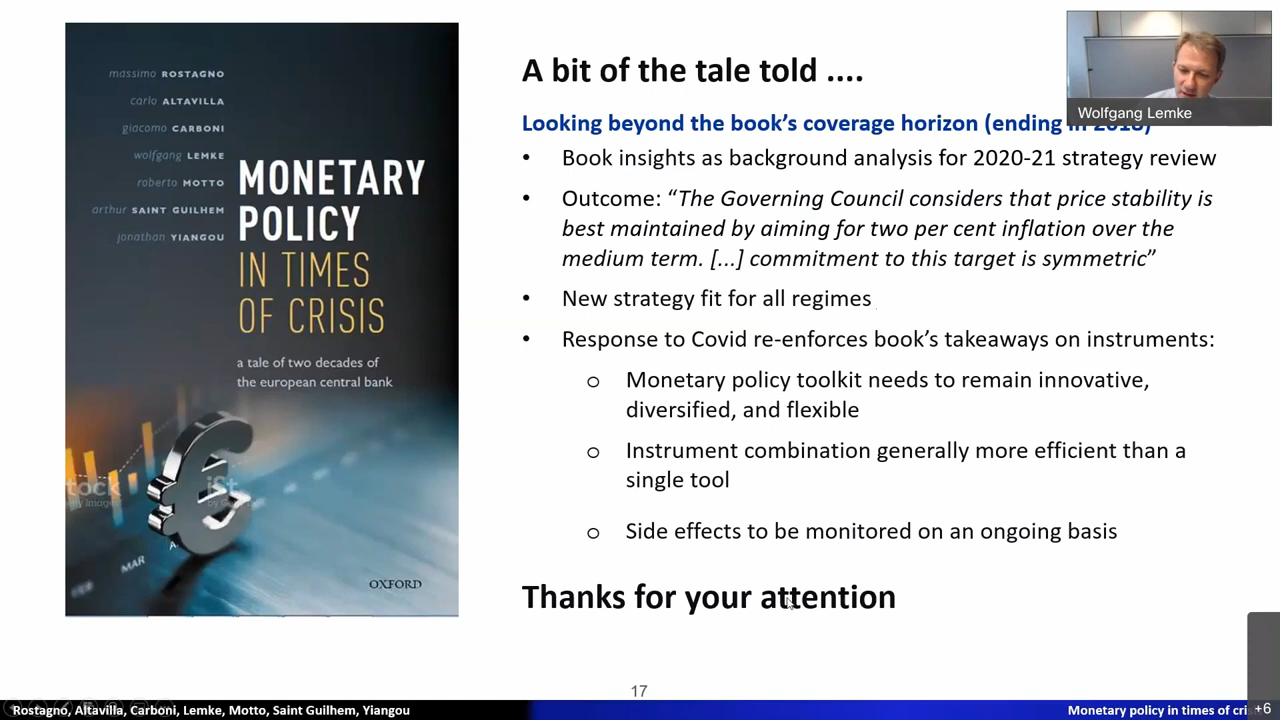 massimo ROSTAGNO
carlo ALTAVILLA
giacomo CARBONI
wolfgang LEMKE
roberto MOTTO
arthur SAINT GUILHEM
jonathan YIANGOU
MONETARY
POLICY
IN TIMES
OF CRISIS
a tale of two decades of
the european central bank
tock
iSt
MAR
OXFORD
A bit of the tale told ....
Wolfgang Lemke
Looking beyond the book's coverage horizon (ending in
• Book insights as background analysis for 2020-21 strategy review
• Outcome: “The Governing Council considers that price stability is
best maintained by aiming for two per cent inflation over the
medium term. [...] commitment to this target is symmetric”
• New strategy fit for all regimes
• Response to Covid re-enforces book's takeaways on instruments:
o Monetary policy toolkit needs to remain innovative,
diversified, and flexible
o Instrument combination generally more efficient than a
single tool
o Side effects to be monitored on an ongoing basis
Thanks for your attention
17
Rostagno, Altavilla, Carboni, Lemke, Motto, Saint Guilhem, Yiangou
Monetary policy in times of cri
+6